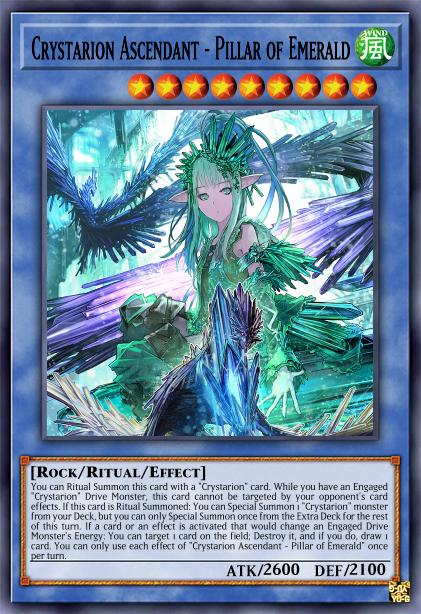 Crystarion Ascendant - Pillar of Emerald
WIND
風
[Rock/Ritual/Effect]
You can Ritual Summon this card with a "Crystarion" card. While you have an Engaged
"Crystarion" Drive Monster, this card cannot be targeted by your opponent's card
effects. If this card is Ritual Summoned: You can Special Summon 1 "Crystarion" monster
from your Deck, but you can only Special Summon once from the Extra Deck for the rest
of this turn. If a card or an effect is activated that would change an Engaged Drive
Monster's Energy: You can target 1 card on the field; Destroy it, and if you do, draw 1
card. You can only use each effect of "Crystarion Ascendant - Pillar of Emerald" once
per turn.
ATK/2600 DEF/2100